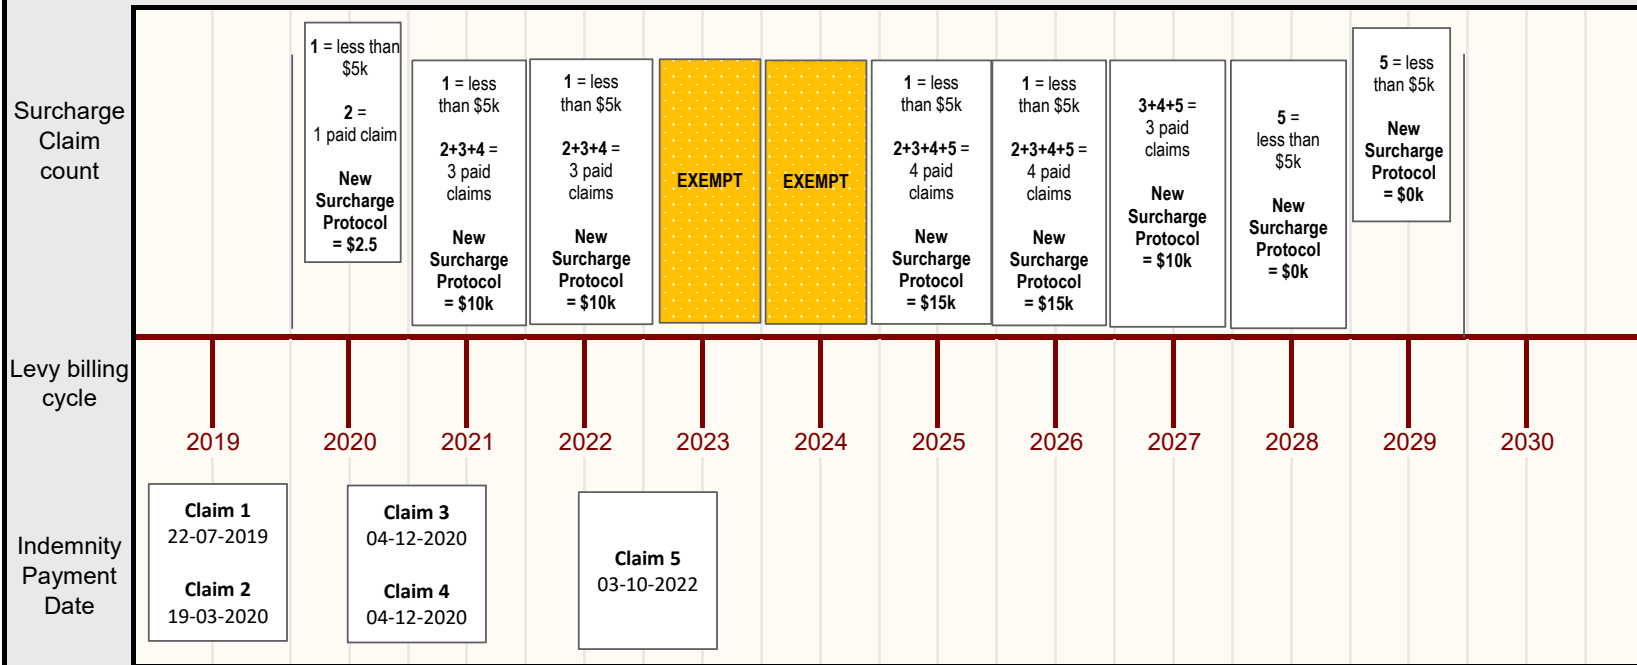 Surcharge
Claim
count
1 = less than
$5k
2 =
1 paid claim
New
Surcharge
Protocol
= $2.5
1 = less
than $5k
2+3+4 =
3 paid
claims
New
Surcharge
Protocol
= $10k
1 = less
than $5k
2+3+4 =
3 paid
claims
New
Surcharge
Protocol
= $10k
EXEMPT
EXEMPT
1 = less
than $5k
2+3+4+5 =
4 paid
claims
New
Surcharge
Protocol
= $15k
1 = less
than $5k
2+3+4+5 =
4 paid
claims
New
Surcharge
Protocol
= $15k
3+4+5 =
3 paid
claims
New
Surcharge
Protocol
= $10k
5 =
less than
$5k
New
Surcharge
Protocol
= $0k
5 = less
than $5k
New
Surcharge
Protocol
= $0k
Levy billing
cycle
2019
2020
2021
2022
2023
2024
2025
2026
2027
2028
2029
2030
Indemnity
Payment
Date
Claim 1
22-07-2019
Claim 2
19-03-2020
Claim 3
04-12-2020
Claim 4
04-12-2020
Claim 5
03-10-2022